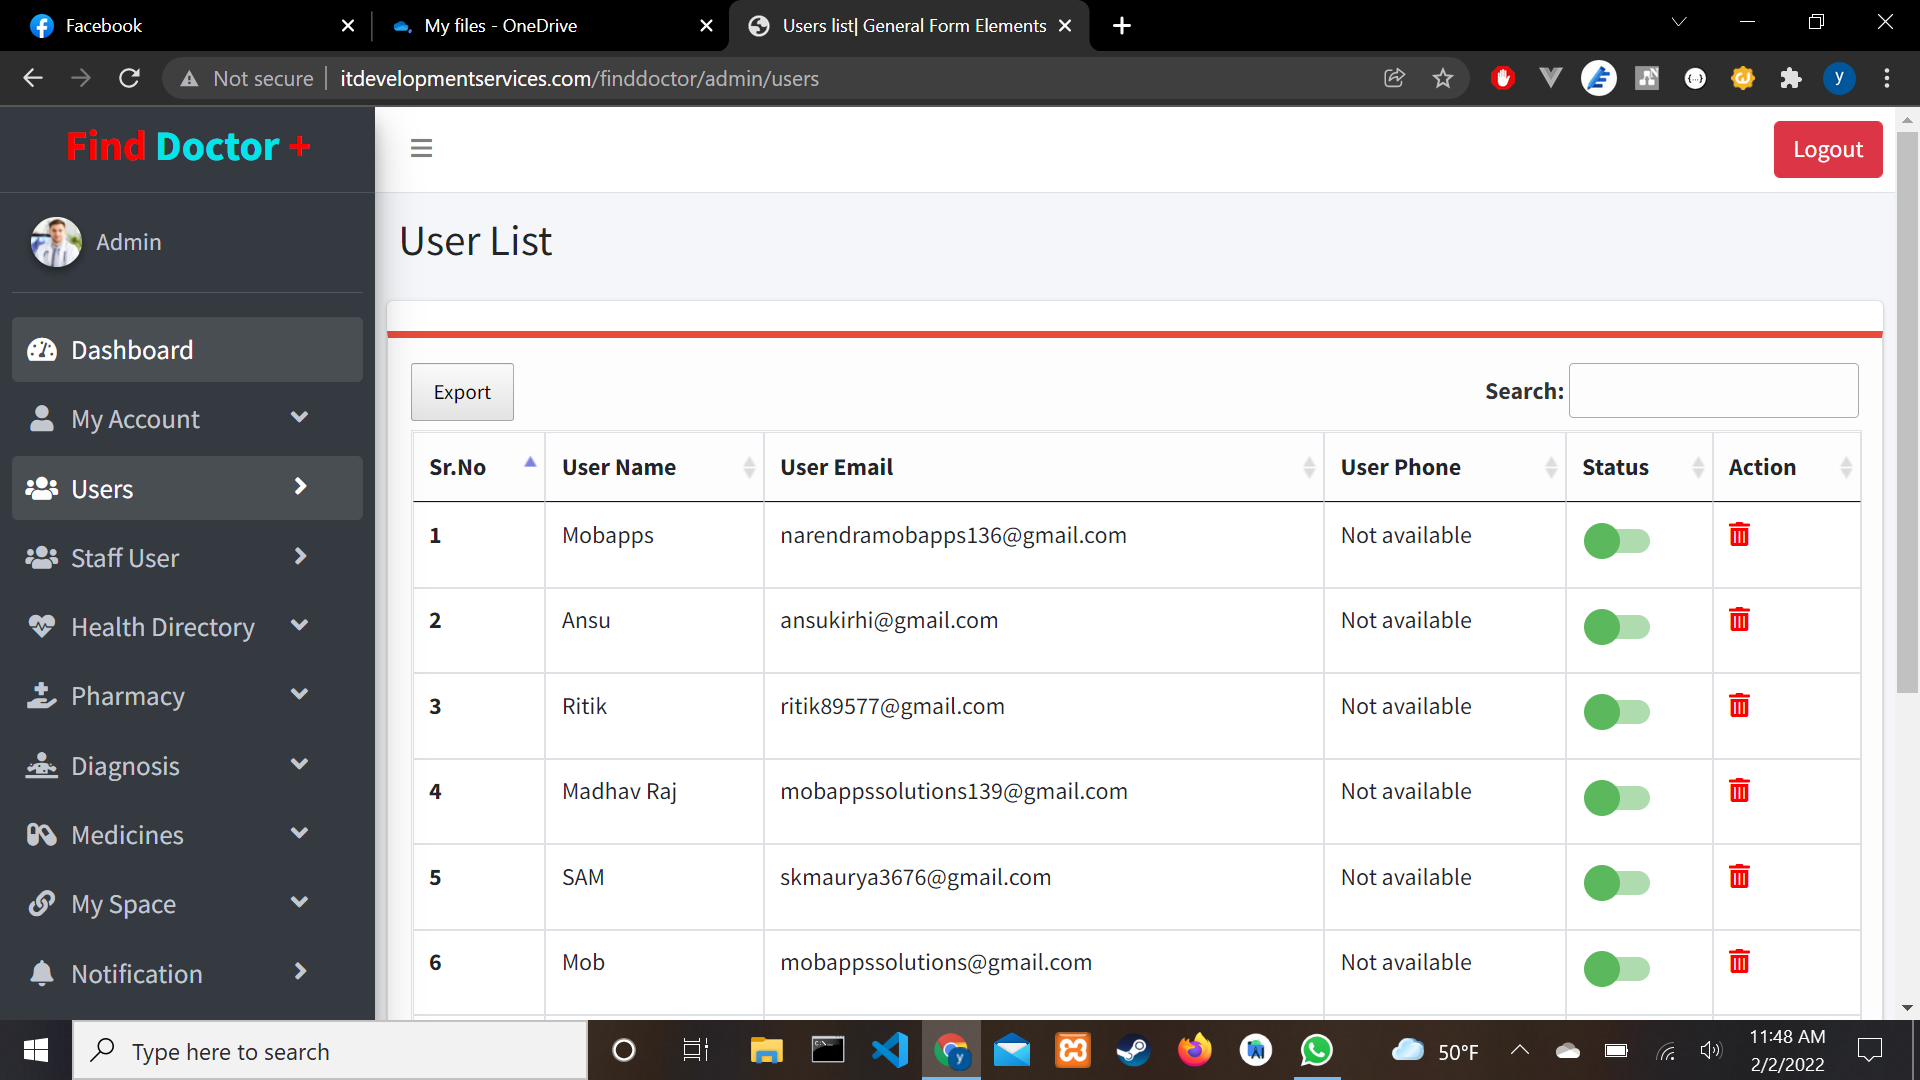 Facebook
My files - OneDrive
Users list| General Form Elements
Not secure
itdevelopmentservices.com/finddoctor/admin/users
y
Find Doctor +
Logout
Admin
User List
Dashboard
My Account
Users
Staff User
Health Directory
Pharmacy
Diagnosis
Medicines
My Space
Notification
Export
Search:
Sr.No User Name User Email User Phone Status Action
1 Mobapps narendramobapps136@gmail.com Not available
2 Ansu ansukirhi@gmail.com Not available
3 Ritik ritik89577@gmail.com Not available
4 Madhav Raj mobappssolutions139@gmail.com Not available
5 SAM skmaurya3676@gmail.com Not available
6 Mob mobappssolutions@gmail.com Not available
Type here to search
y
50°F
11:48 AM
2/2/2022